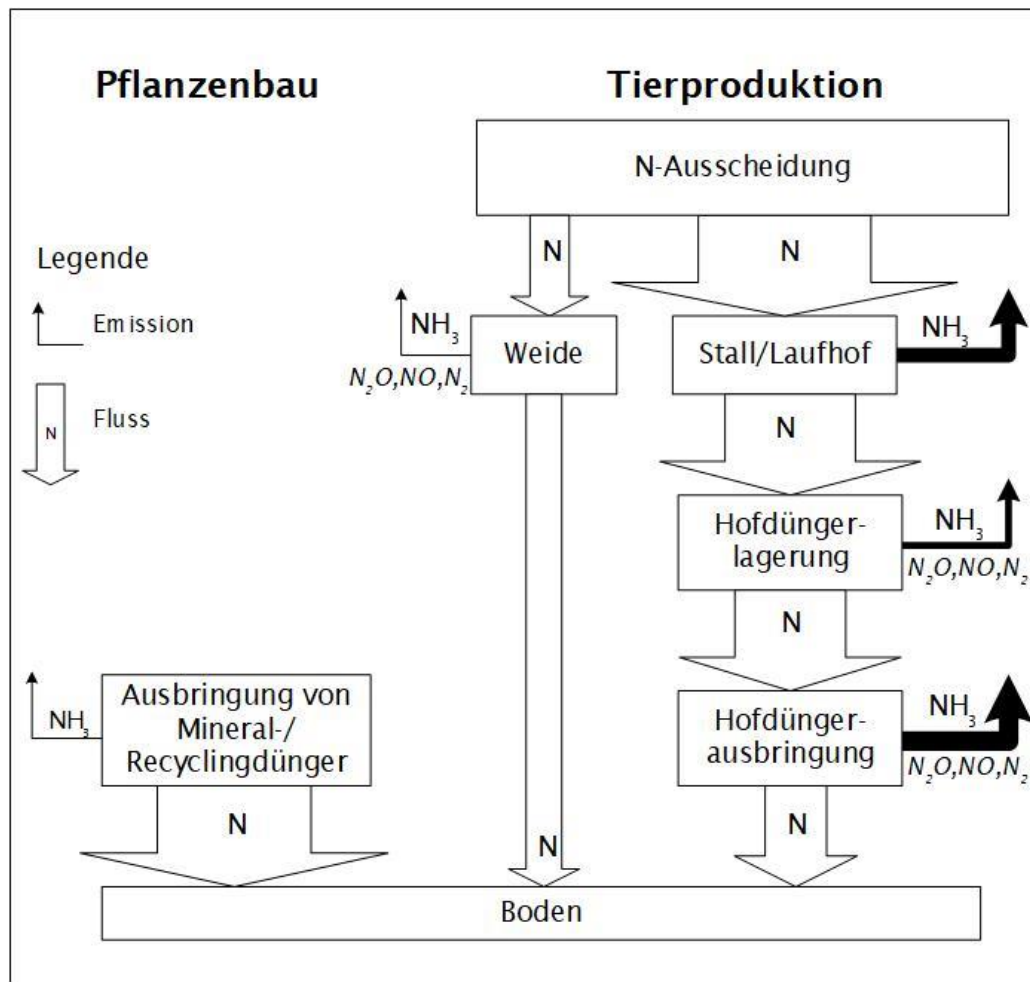 Pflanzenbau
Tierproduktion
N-Ausscheidung
N
N
Legende
Emission
N
Fluss
NH₃
Weide
N₂O,NO,N₂
Stall/Laufhof
NH₃
N
Hofdünger-
lagerung
NH₃
N₂O,NO,N₂
N
NH₃
Ausbringung von
Mineral-/
Recyclingdünger
Hofdünger-
ausbringung
NH₃
N₂O,NO,N₂
N
N
N
Boden